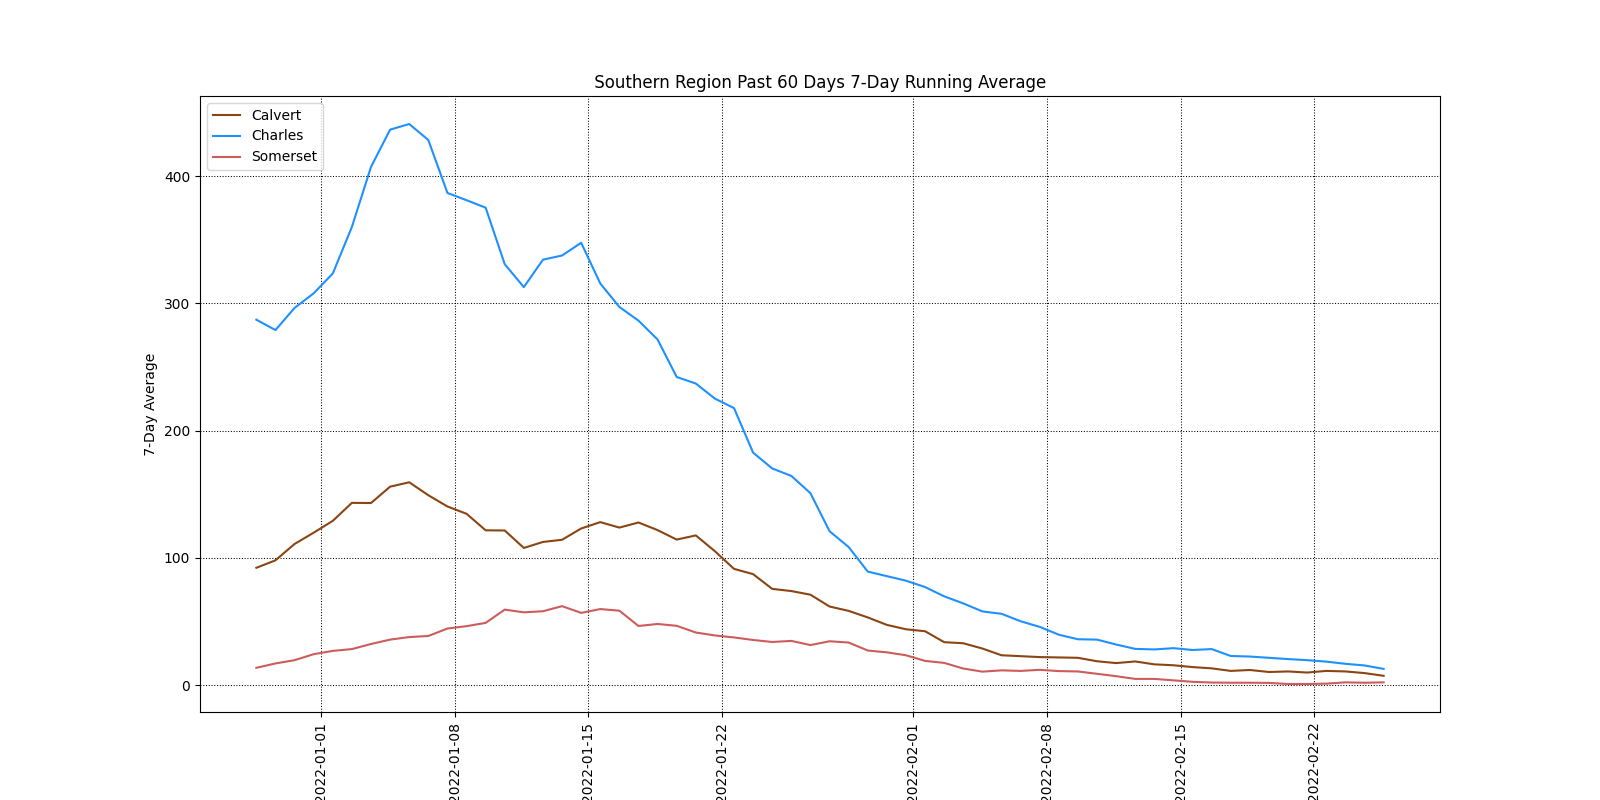 Southern Region Past 60 Days 7-Day Running Average
Calvert
Charles
Somerset
7-Day Average
400
300
200
100
0
2022-01-01
2022-01-08
2022-01-15
2022-01-22
2022-02-01
2022-02-08
2022-02-15
2022-02-22